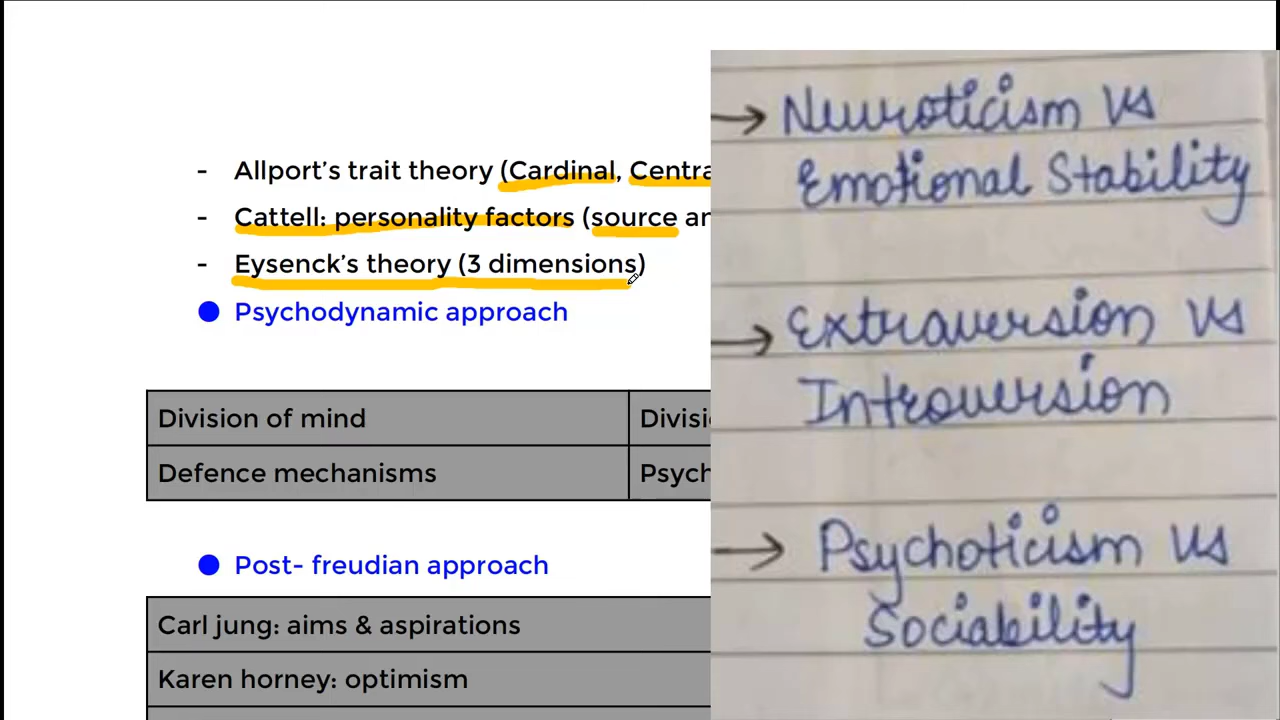 - Allport's trait theory (Cardinal, Centra
- Cattell: personality factors (source an
- Eysenck's theory (3 dimensions)
● Psychodynamic approach
Division of mind Divisi
Defence mechanisms Psych
● Post- freudian approach
Carl jung: aims & aspirations
Karen horney: optimism
→ Neuroticism Vs
Emotional Stability
→ Extraversion Vs
Introversion
→ Psychoticism Vs
Sociability